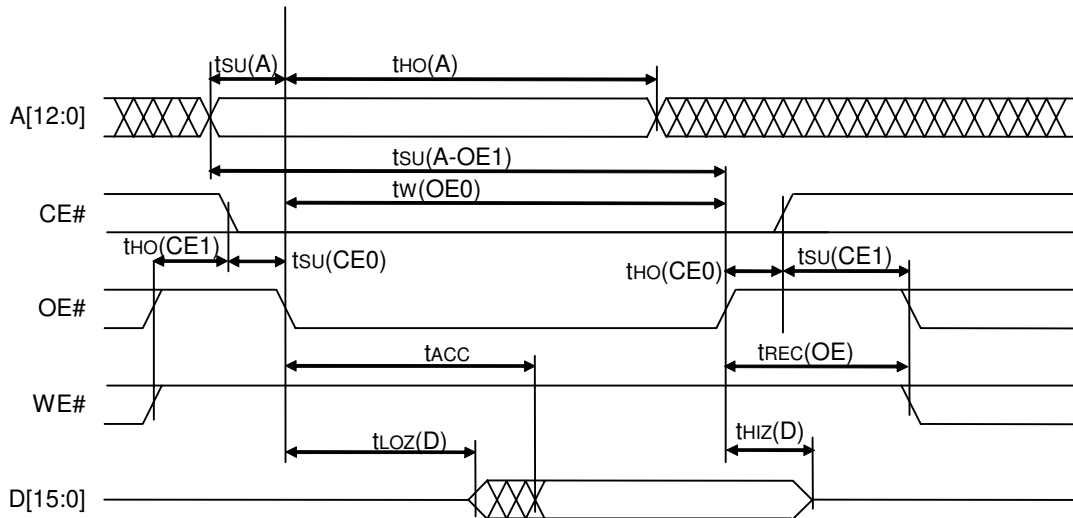 tSU(A)
tHO(A)
A[12:0]
tSU(A-OE1)
tW(OE0)
CE#
tHO(CE1)
tSU(CE0)
tHO(CE0)
tSU(CE1)
OE#
tACC
tREC(OE)
WE#
tLOZ(D)
tHIZ(D)
D[15:0]